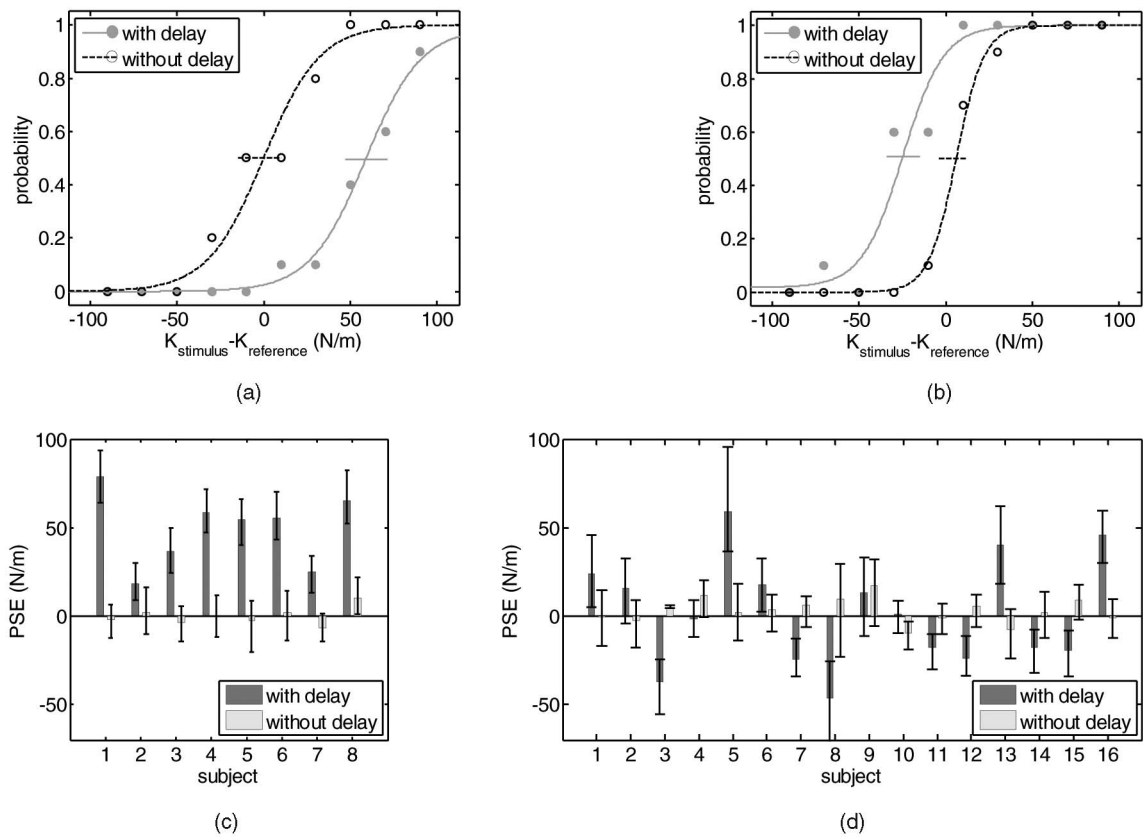 1
0.8
0.6
0.4
0.2
0
probability
with delay
without delay
-100 -50 0 50 100
K_stimulus-K_reference (N/m)
(a)
1
0.8
0.6
0.4
0.2
0
probability
with delay
without delay
-100 -50 0 50 100
K_stimulus-K_reference (N/m)
(b)
100
50
0
-50
PSE (N/m)
with delay
without delay
1 2 3 4 5 6 7 8
subject
(c)
100
50
0
-50
PSE (N/m)
with delay
without delay
1 2 3 4 5 6 7 8 9 10 11 12 13 14 15 16
subject
(d)